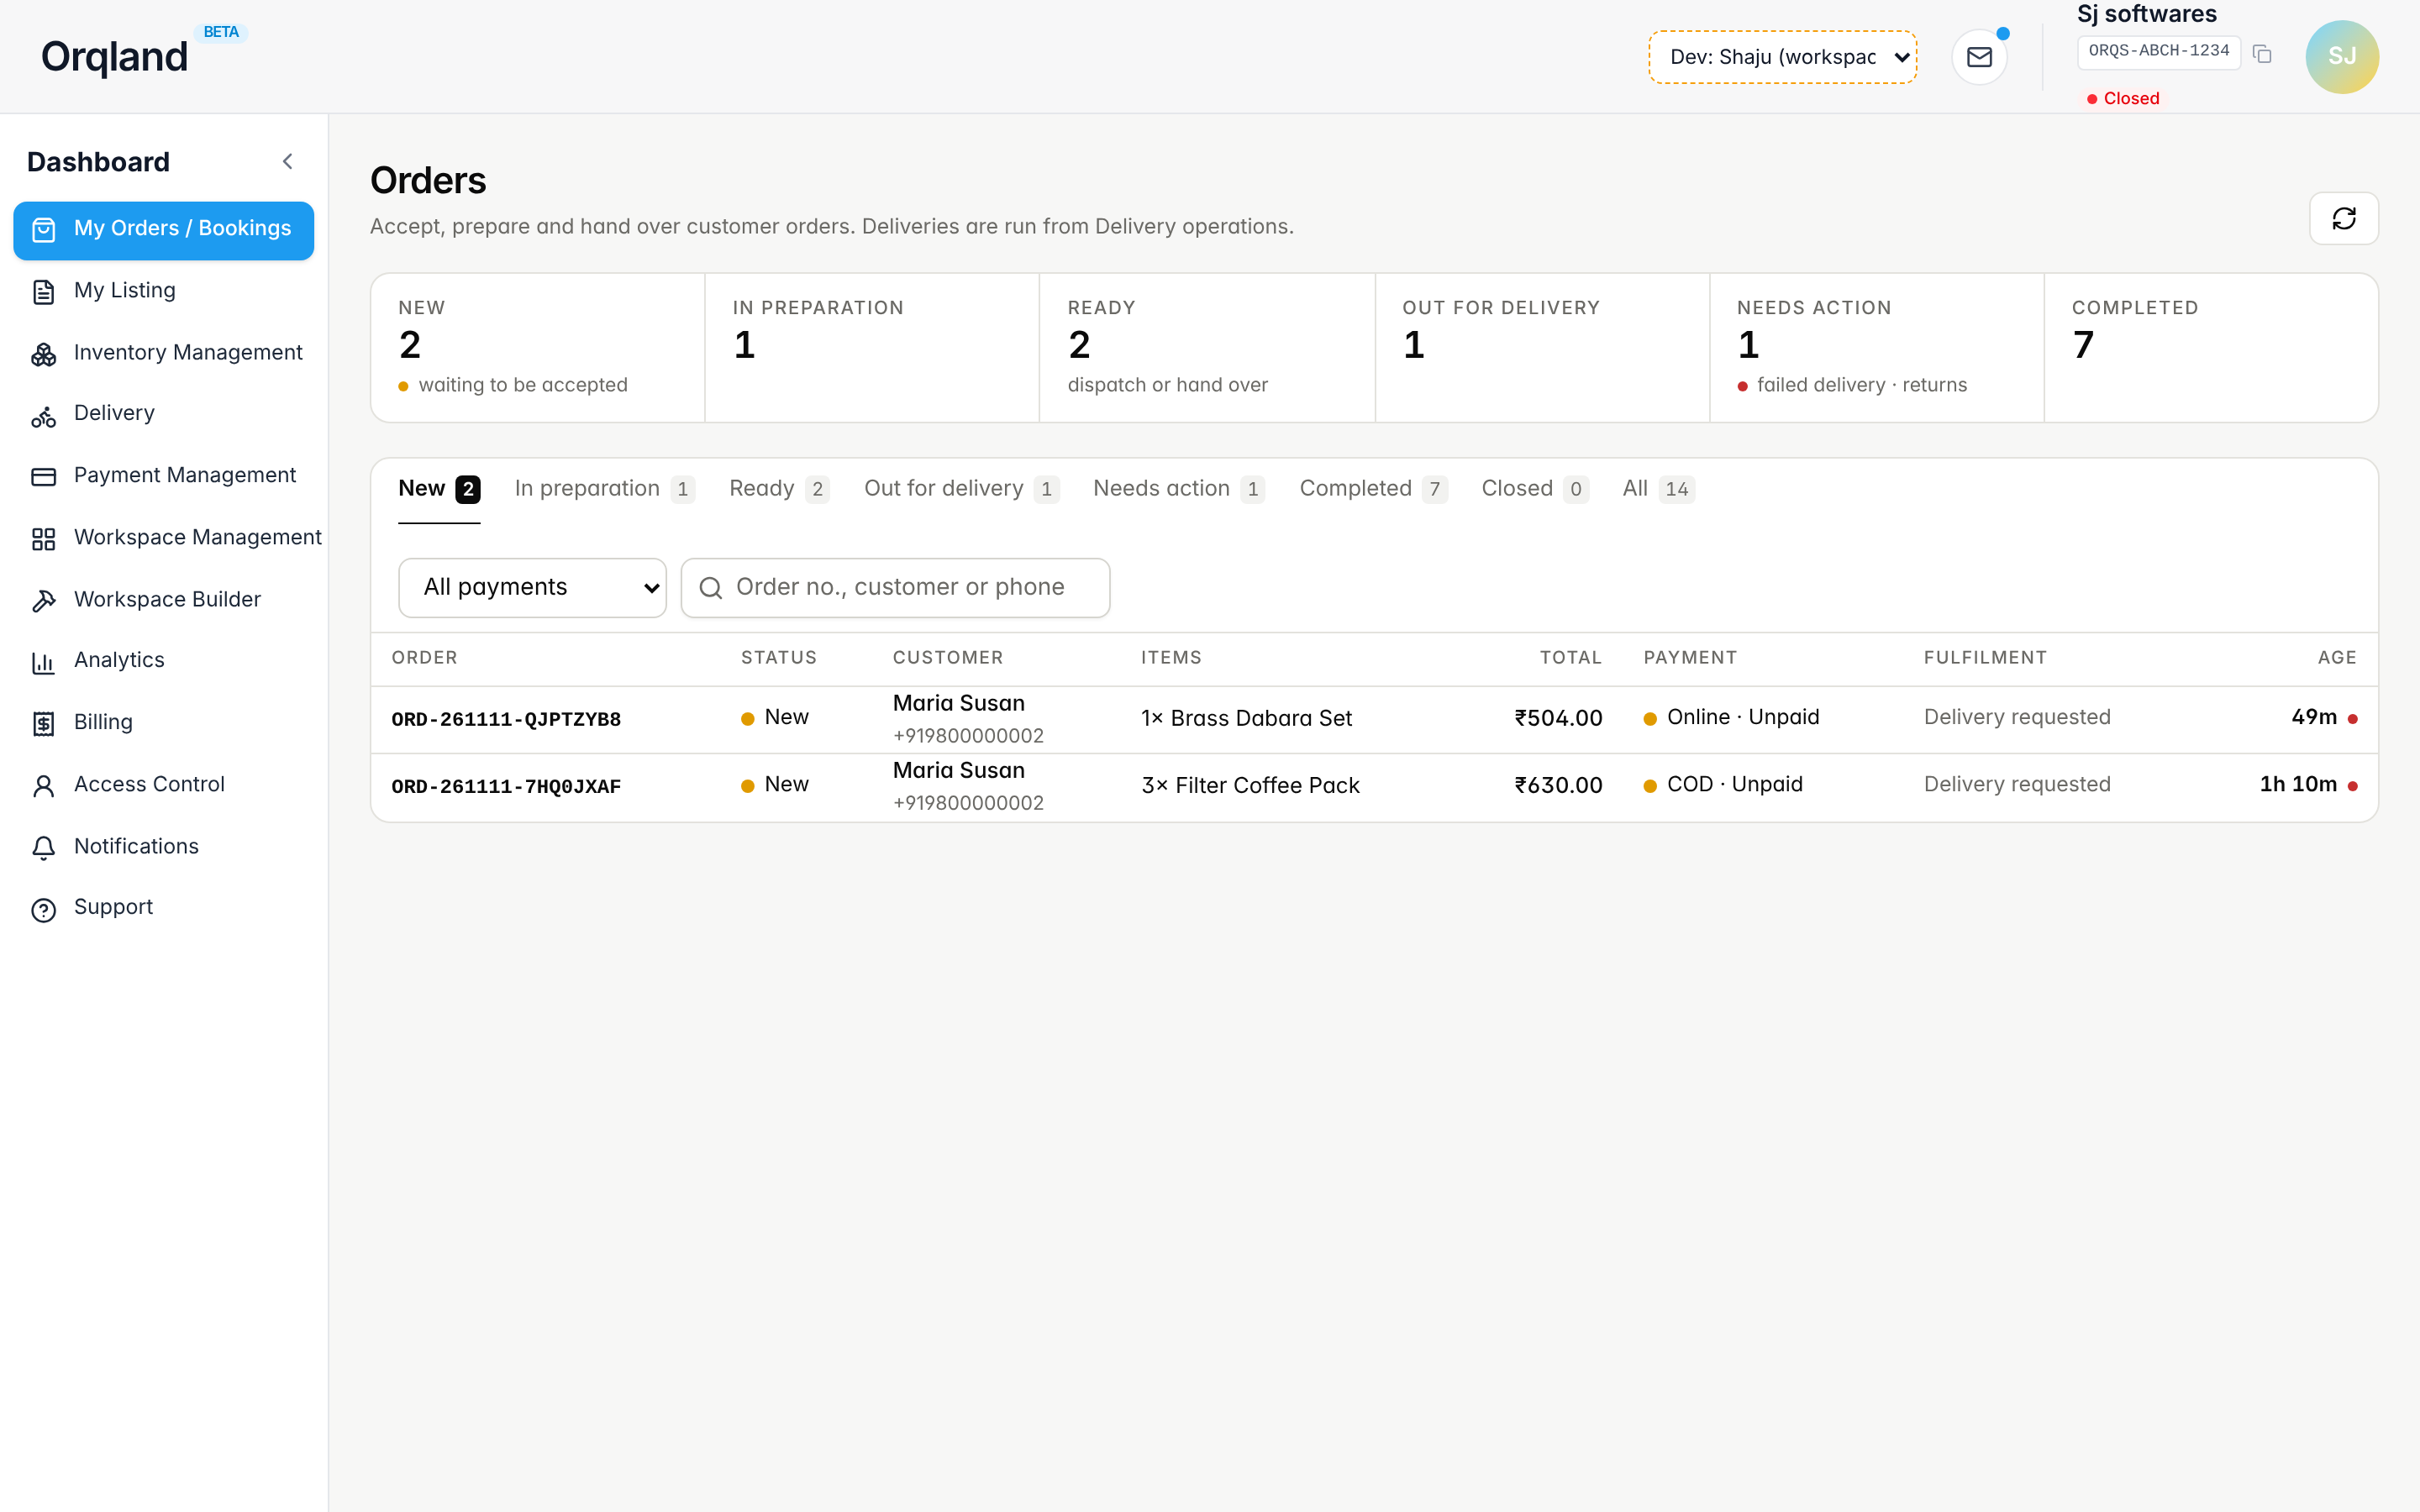 Orqland BETA
Dev: Shaju (workspac
Sj softwares
ORQS-ABCH-1234
Closed
SJ
Dashboard
My Orders / Bookings
My Listing
Inventory Management
Delivery
Payment Management
Workspace Management
Workspace Builder
Analytics
Billing
Access Control
Notifications
Support
Orders
Accept, prepare and hand over customer orders. Deliveries are run from Delivery operations.
NEW
2
waiting to be accepted
IN PREPARATION
1
READY
2
dispatch or hand over
OUT FOR DELIVERY
1
NEEDS ACTION
1
failed delivery · returns
COMPLETED
7
New 2 In preparation 1 Ready 2 Out for delivery 1 Needs action 1 Completed 7 Closed 0 All 14
All payments Order no., customer or phone
ORDER STATUS CUSTOMER ITEMS TOTAL PAYMENT FULFILMENT AGE
ORD-261111-QJPTZYB8 New Maria Susan 1× Brass Dabara Set ₹504.00 Online · Unpaid Delivery requested 49m
+919800000002
ORD-261111-7HQ0JXAF New Maria Susan 3× Filter Coffee Pack ₹630.00 COD · Unpaid Delivery requested 1h 10m
+919800000002